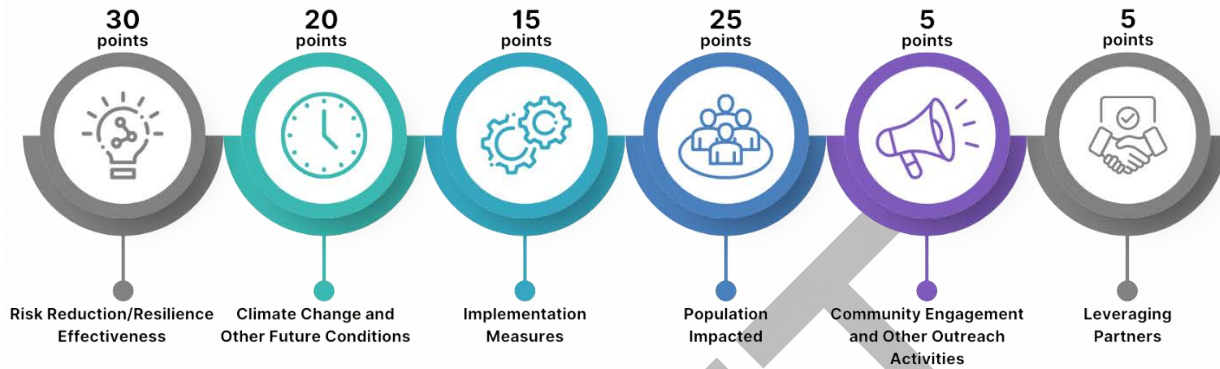 30
points
20
points
15
points
25
points
5
points
5
points
Risk Reduction/Resilience
Effectiveness
Climate Change and
Other Future Conditions
Implementation
Measures
Population
Impacted
Community Engagement
and Other Outreach
Activities
Leveraging
Partners